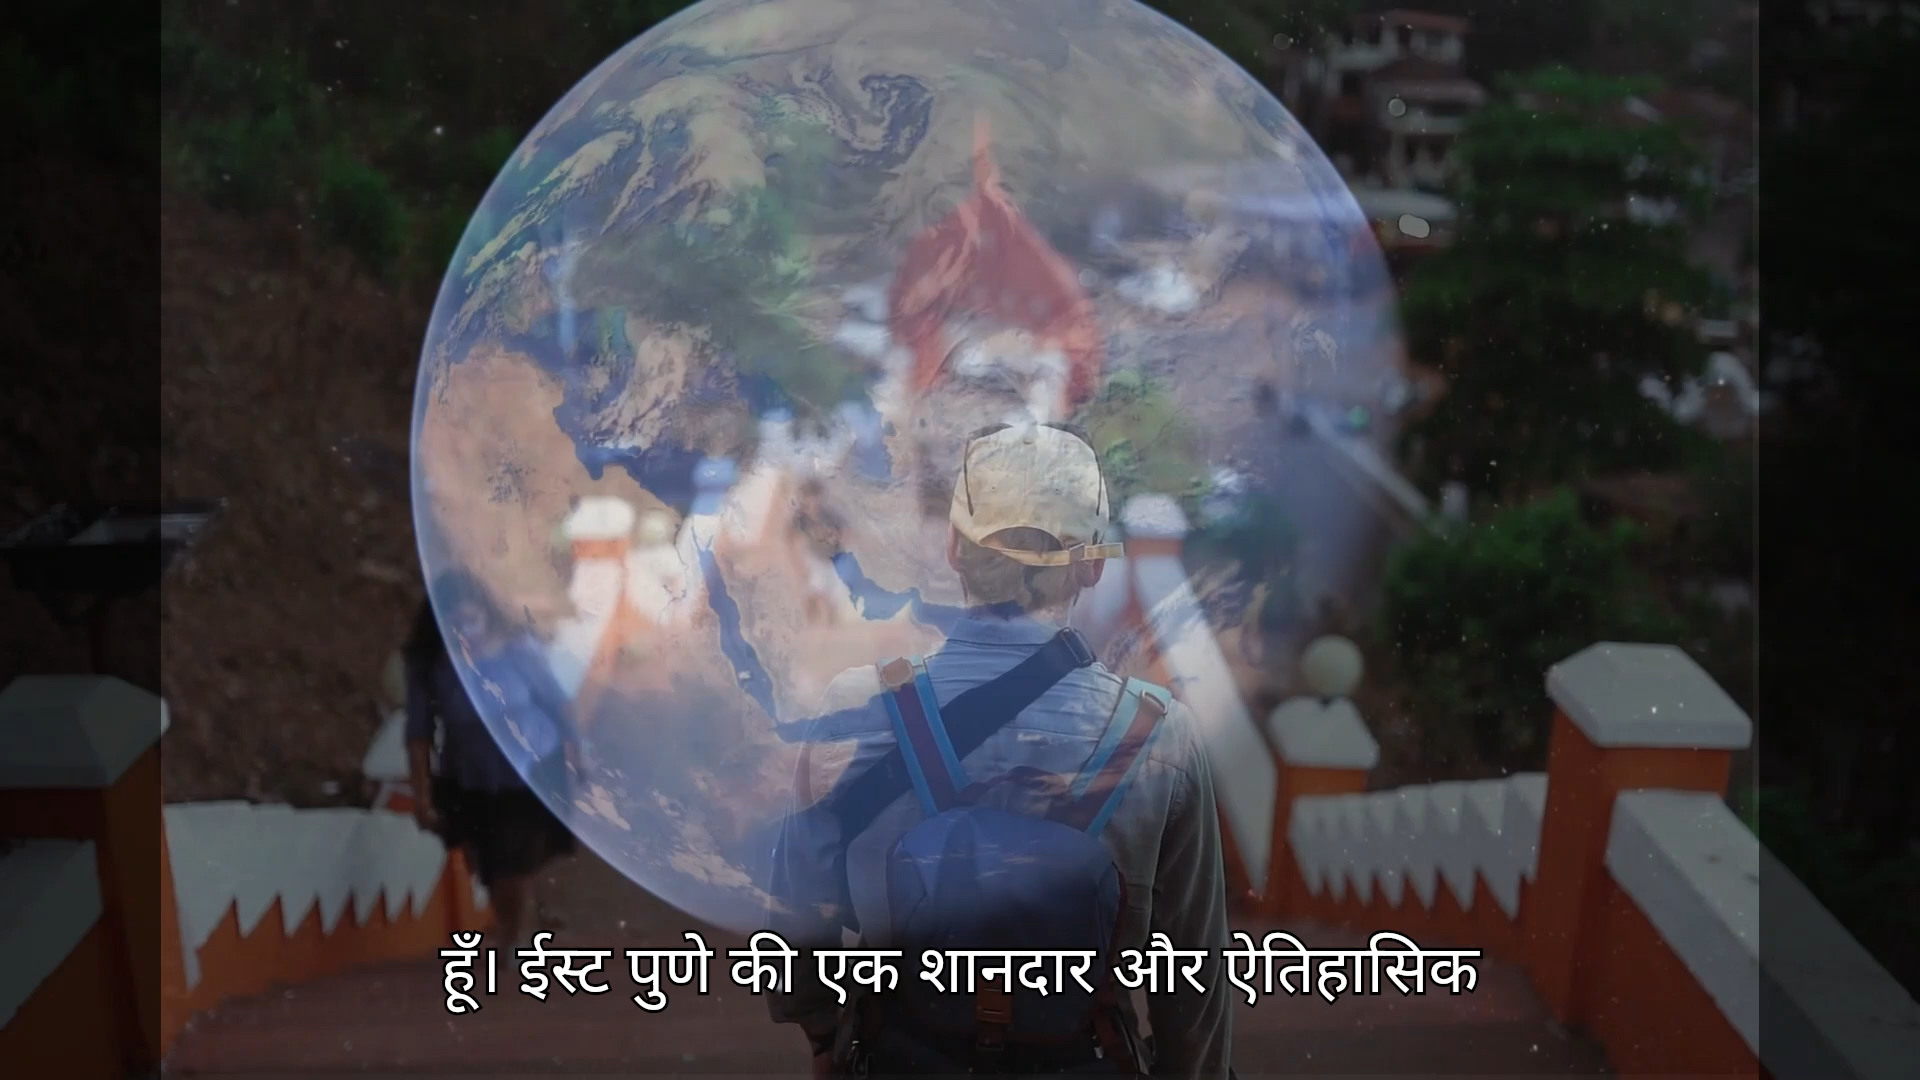 हूँ। ईस्ट पुणे की एक शानदार और ऐतिहासिक